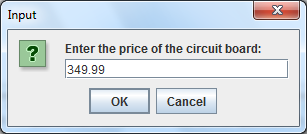 Input
?
Enter the price of the circuit board:
349.99
OK Cancel